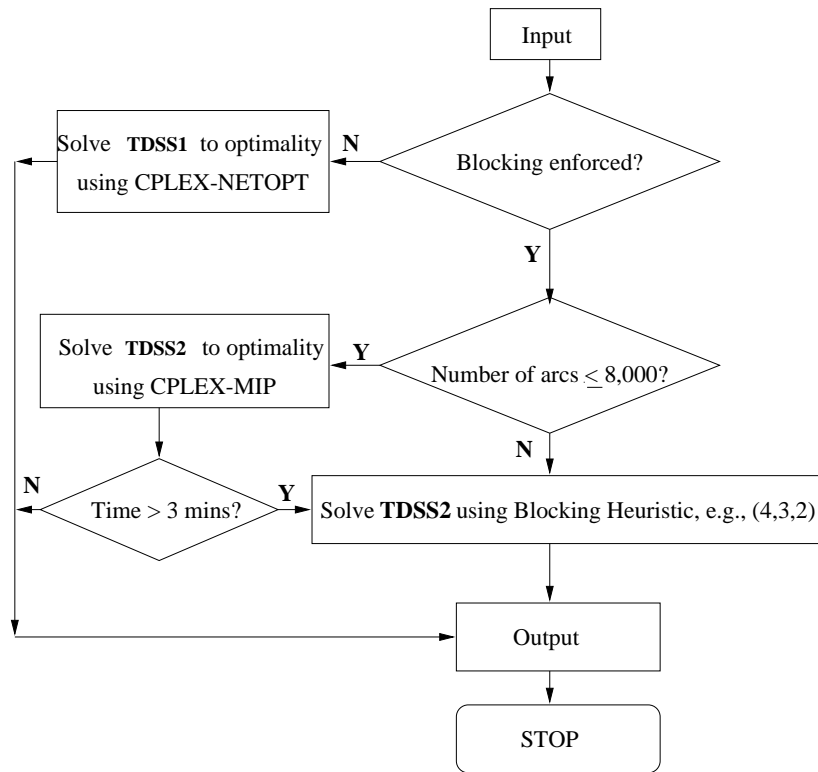 Input
Blocking enforced?
N
Solve TDSS1 to optimality
using CPLEX-NETOPT
Y
Number of arcs ≤ 8,000?
Y
Solve TDSS2 to optimality
using CPLEX-MIP
N
Time > 3 mins?
N
Y
Solve TDSS2 using Blocking Heuristic, e.g., (4,3,2)
Output
STOP